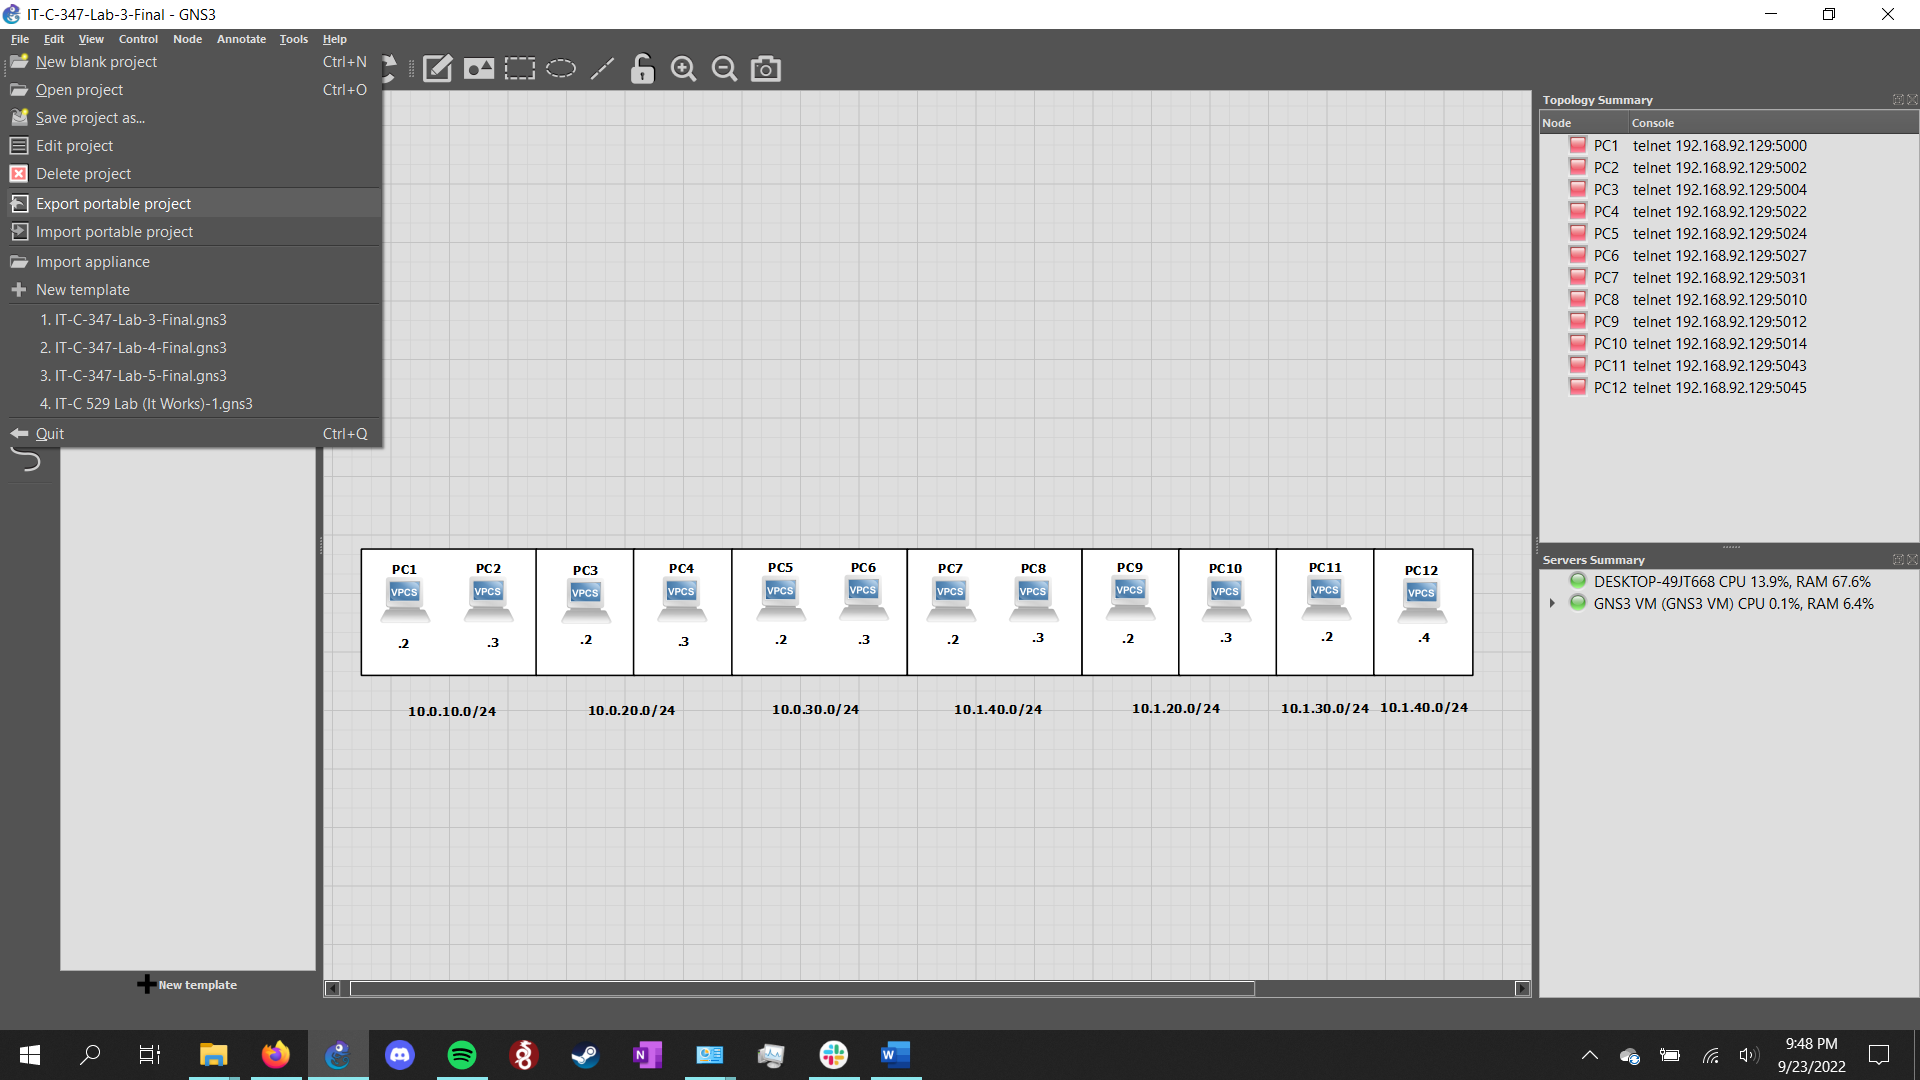 IT-C-347-Lab-3-Final - GNS3
File Edit View Control Node Annotate Tools Help
New blank project Ctrl+N
Open project Ctrl+O
Save project as...
Edit project
Delete project
Export portable project
Import portable project
Import appliance
New template
1. IT-C-347-Lab-3-Final.gns3
2. IT-C-347-Lab-4-Final.gns3
3. IT-C-347-Lab-5-Final.gns3
4. IT-C 529 Lab (It Works)-1.gns3
Quit Ctrl+Q
New template
PC1 PC2 PC3 PC4 PC5 PC6 PC7 PC8 PC9 PC10 PC11 PC12
VPCS VPCS VPCS VPCS VPCS VPCS VPCS VPCS VPCS VPCS VPCS VPCS
.2 .3 .2 .3 .2 .3 .2 .3 .2 .3 .2 .4
10.0.10.0/24 10.0.20.0/24 10.0.30.0/24 10.1.40.0/24 10.1.20.0/24 10.1.30.0/24 10.1.40.0/24
Topology Summary
Node Console
PC1 telnet 192.168.92.129:5000
PC2 telnet 192.168.92.129:5002
PC3 telnet 192.168.92.129:5004
PC4 telnet 192.168.92.129:5022
PC5 telnet 192.168.92.129:5024
PC6 telnet 192.168.92.129:5027
PC7 telnet 192.168.92.129:5031
PC8 telnet 192.168.92.129:5010
PC9 telnet 192.168.92.129:5012
PC10 telnet 192.168.92.129:5014
PC11 telnet 192.168.92.129:5043
PC12 telnet 192.168.92.129:5045
Servers Summary
DESKTOP-49JT668 CPU 13.9%, RAM 67.6%
GNS3 VM (GNS3 VM) CPU 0.1%, RAM 6.4%
N
W
9:48 PM
9/23/2022